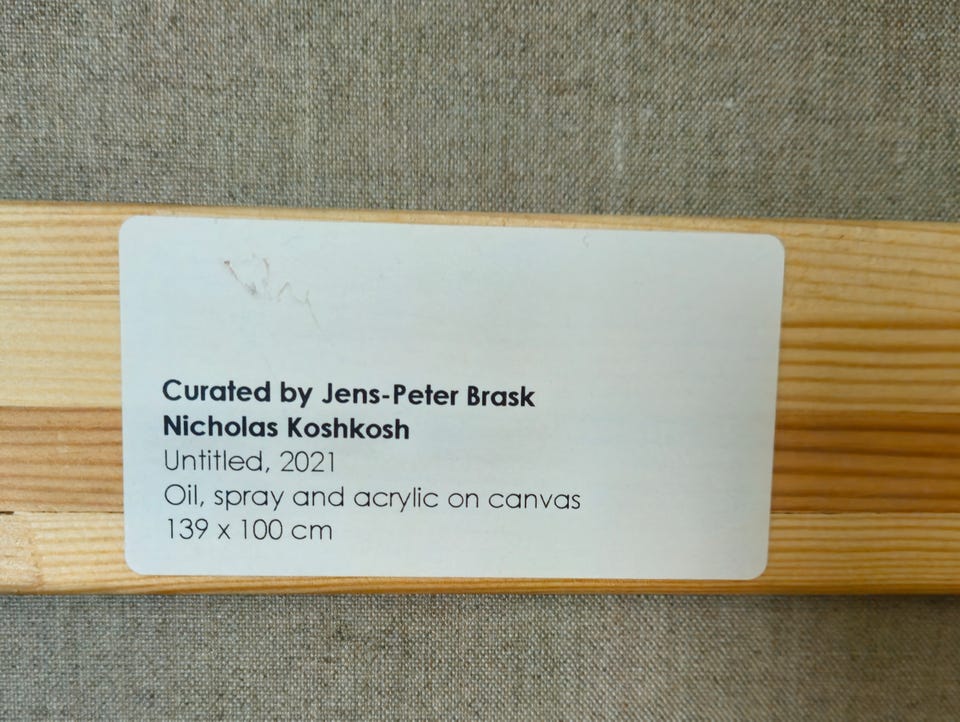 Curated by Jens-Peter Brask
Nicholas Koshkosh
Untitled, 2021
Oil, spray and acrylic on canvas
139 x 100 cm